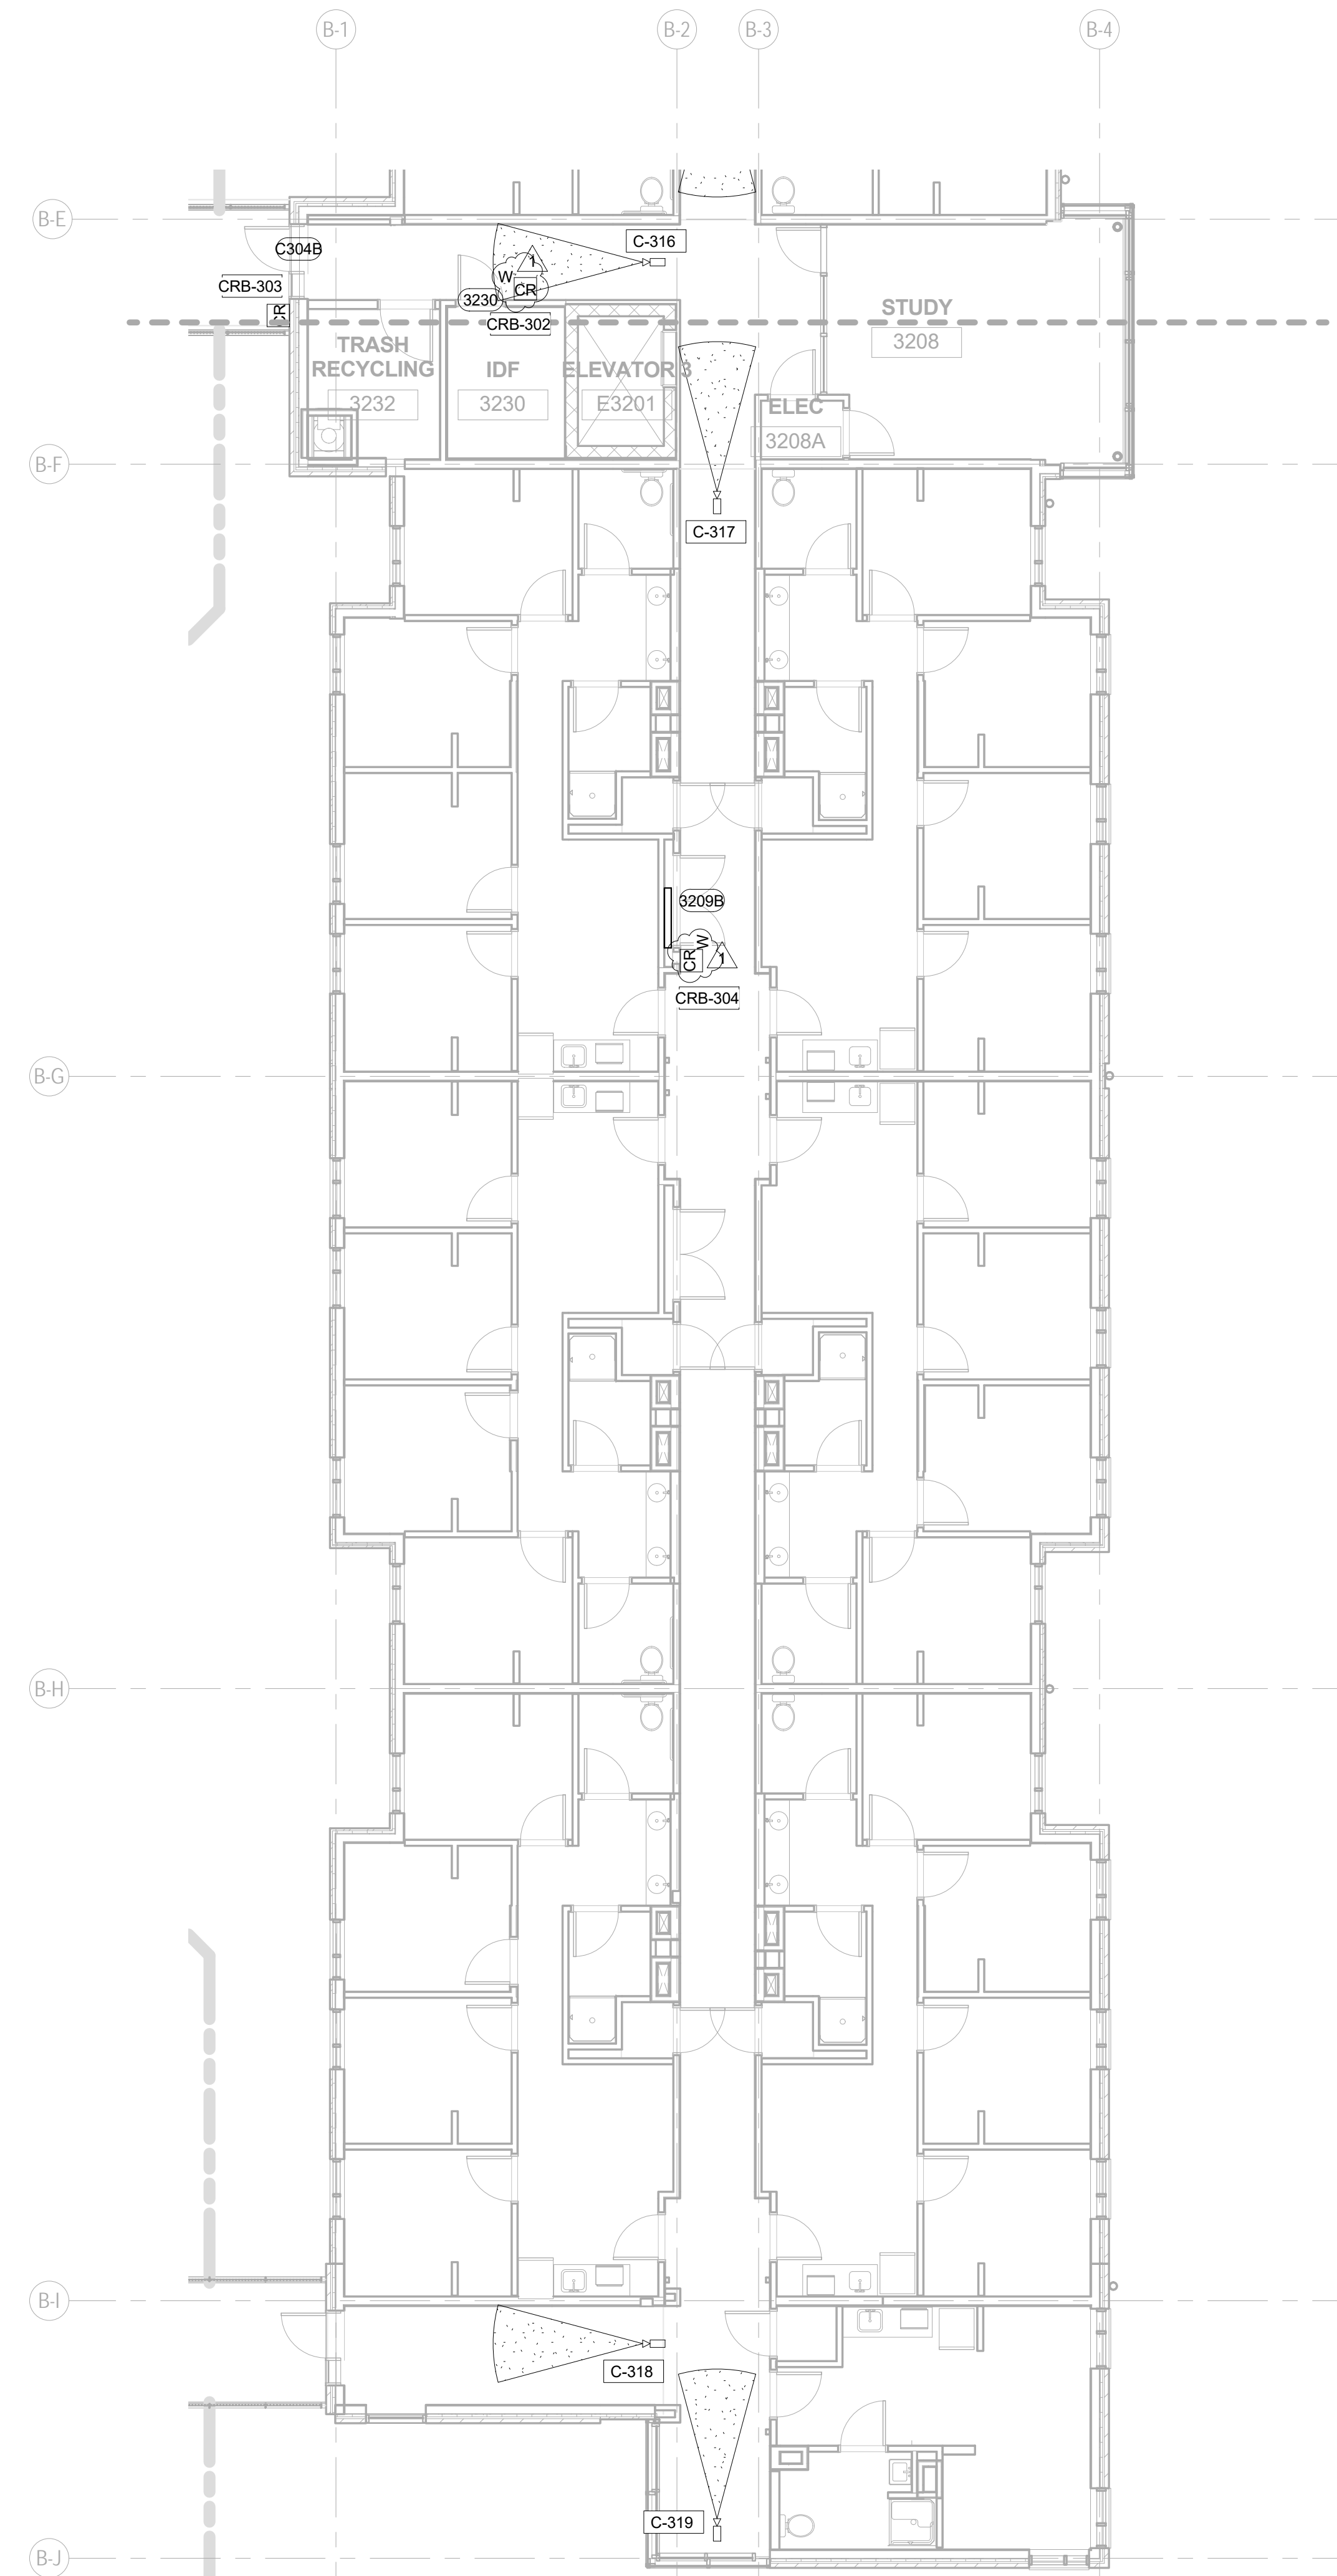 B-1
B-2
B-3
B-4
B-E
C304B
C-316
CRB-303
W
1
CR
CR
3230
CRB-302
STUDY
3208
TRASH
RECYCLING
3232
IDF
3230
ELEVATOR 3
E3201
ELEC
3208A
B-F
C-317
3209B
W
CR
1
CRB-304
B-G
B-H
B-I
C-318
C-319
B-J